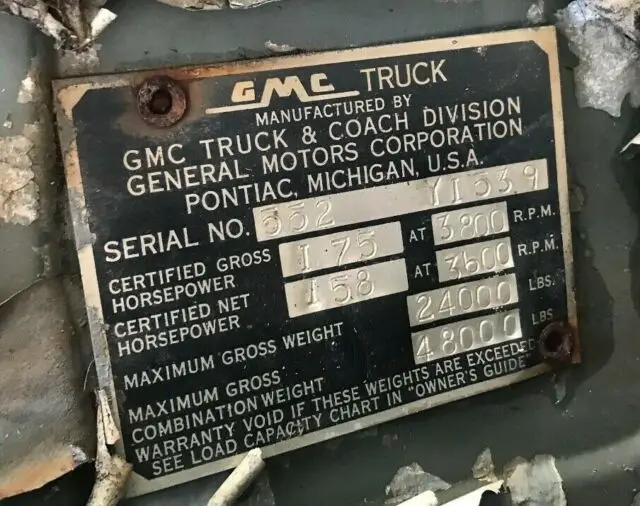 GMC TRUCK
MANUFACTURED BY
GMC TRUCK & COACH DIVISION
GENERAL MOTORS CORPORATION
PONTIAC, MICHIGAN, U.S.A.
SERIAL NO. 552 Y1539
CERTIFIED GROSS HORSEPOWER 175 AT 3800 R.P.M.
CERTIFIED NET HORSEPOWER 158 AT 3600 R.P.M.
MAXIMUM GROSS WEIGHT 24000 LBS.
MAXIMUM GROSS COMBINATION WEIGHT 48000 LBS
WARRANTY VOID IF THESE WEIGHTS ARE EXCEEDED
SEE LOAD CAPACITY CHART IN "OWNER'S GUIDE"